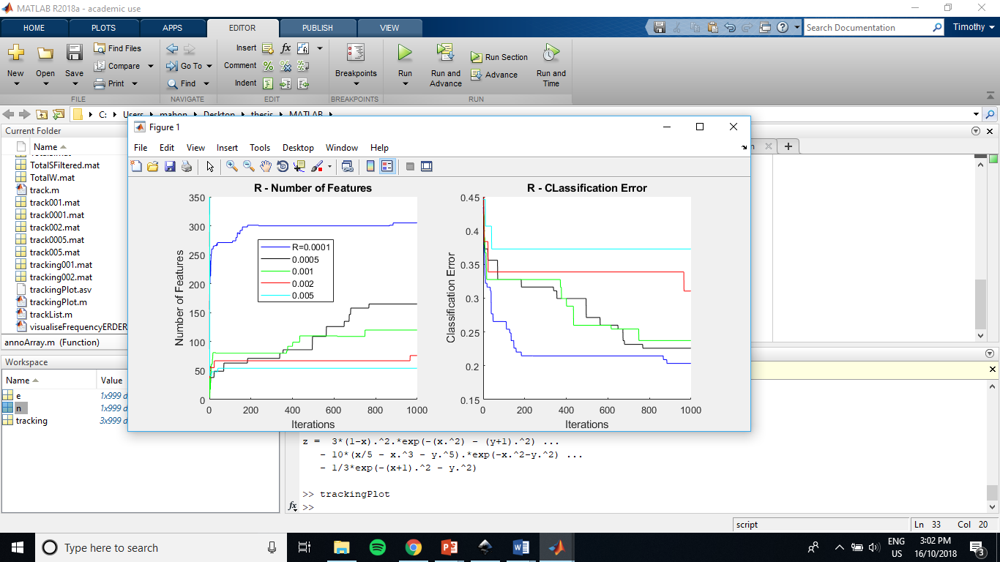 MATLAB R2018a - academic use
HOME PLOTS APPS EDITOR PUBLISH VIEW
Search Documentation
Timothy
New Open Save
Find Files
Compare
Print
FILE
Go To
Find
NAVIGATE
Insert
Comment
Indent
EDIT
Breakpoints
BREAKPOINTS
Run
Run and Advance
Run Section
Advance
Run and Time
RUN
C: Users mahon Desktop thesis MATLAB
Current Folder
Name
TotalSFiltered.mat
TotalW.mat
track.m
track001.mat
track0001.mat
track002.mat
track0005.mat
track005.mat
tracking001.mat
tracking002.mat
trackingPlot.asv
trackingPlot.m
trackList.m
visualiseFrequencyERDER
annoArray.m (Function)
Workspace
Name Value
e 1x999 d
n 1x999 d
tracking 3x999 d
Figure 1
File Edit View Insert Tools Desktop Window Help
R - Number of Features
350
300
250
200
150
100
50
0
Number of Features
R=0.0001
0.0005
0.001
0.002
0.005
0 200 400 600 800 1000
Iterations
R - CLassification Error
0.45
0.4
0.35
0.3
0.25
0.2
0.15
Classification Error
0 200 400 600 800 1000
Iterations
z = 3*(1-x).^2.*exp(-(x.^2) - (y+1).^2) ...
- 10*(x/5 - x.^3 - y.^5).*exp(-x.^2-y.^2) ...
- 1/3*exp(-(x+1).^2 - y.^2)
>> trackingPlot
fx >>
script
Ln 33 Col 20
Type here to search
ENG
US
3:02 PM
16/10/2018
3